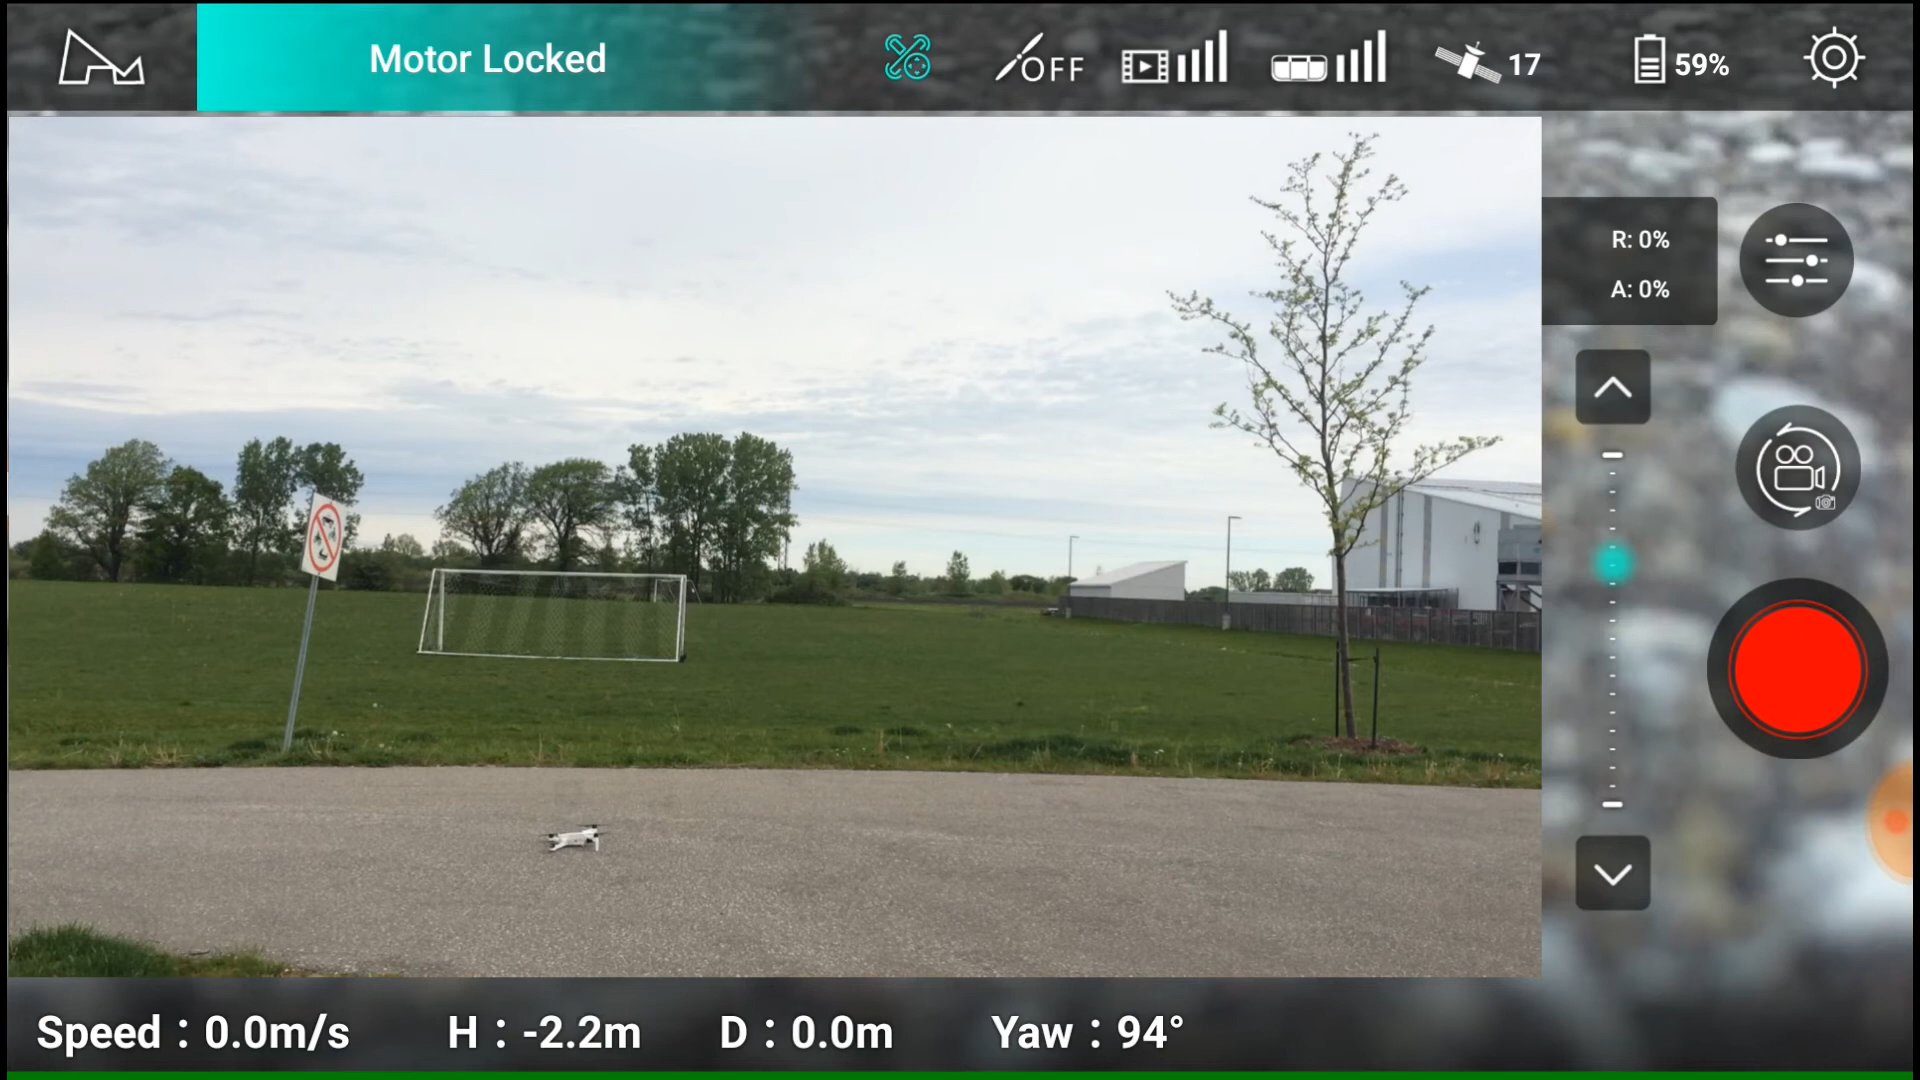 Motor Locked
OFF
17
59%
R: 0%
A: 0%
Speed : 0.0m/s
H : -2.2m
D : 0.0m
Yaw : 94°